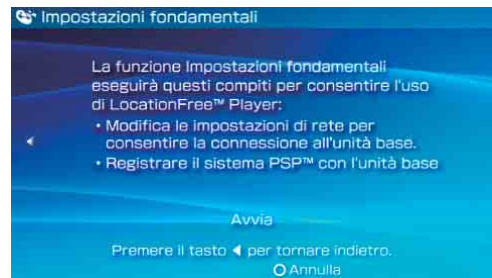 Impostazioni fondamentali
La funzione Impostazioni fondamentali
eseguirà questi compiti per consentire l'uso
di LocationFree™ Player:
• Modifica le impostazioni di rete per
consentire la connessione all'unità base.
• Registrare il sistema PSP™ con l'unità base
Avvia
Premere il tasto ◀ per tornare indietro.
O Annulla